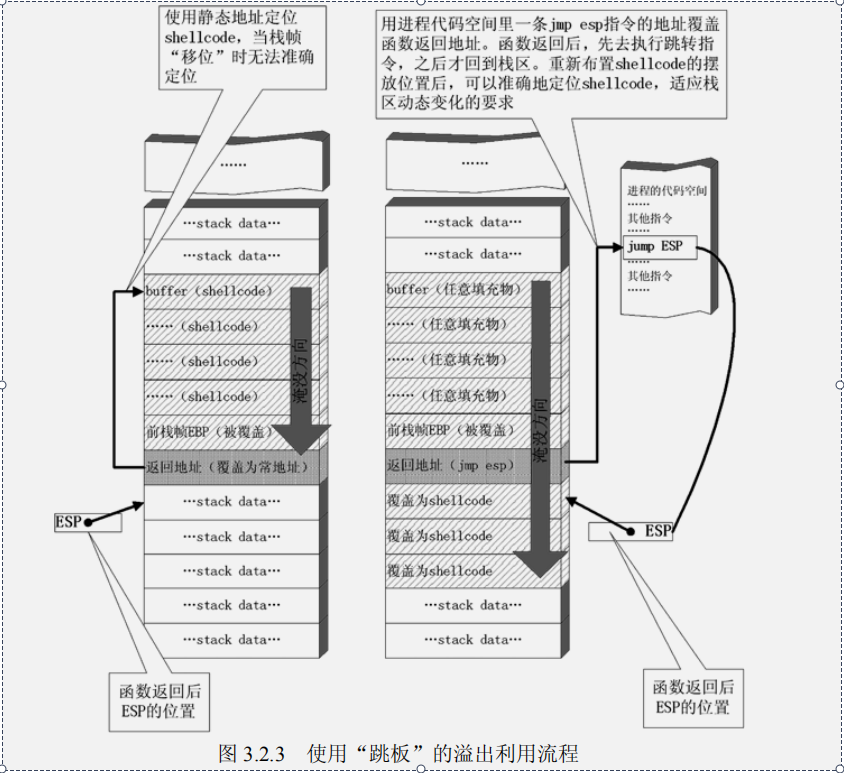 使用静态地址定位
shellcode，当栈帧
“移位”时无法准确
定位
用进程代码空间里一条jmp esp指令的地址覆盖
函数返回地址。函数返回后，先去执行跳转指
令，之后才回到栈区。重新布置shellcode的摆
放位置后，可以准确地定位shellcode，适应栈
区动态变化的要求
……
…stack data…
…stack data…
buffer（shellcode）
……（shellcode）
……（shellcode）
……（shellcode）
前栈帧EBP（被覆盖）
返回地址（覆盖为常地址）
…stack data…
…stack data…
…stack data…
…stack data…
…stack data…
淹没方向
ESP
函数返回后
ESP的位置
……
…stack data…
…stack data…
buffer（任意填充物）
……（任意填充物）
……（任意填充物）
……（任意填充物）
前栈帧EBP（被覆盖）
返回地址（jmp esp）
覆盖为shellcode
覆盖为shellcode
覆盖为shellcode
…stack data…
…stack data…
淹没方向
进程的代码空间
……
其他指令
……
jump ESP
……
其他指令
……
ESP
函数返回后
ESP的位置
图 3.2.3 使用“跳板”的溢出利用流程